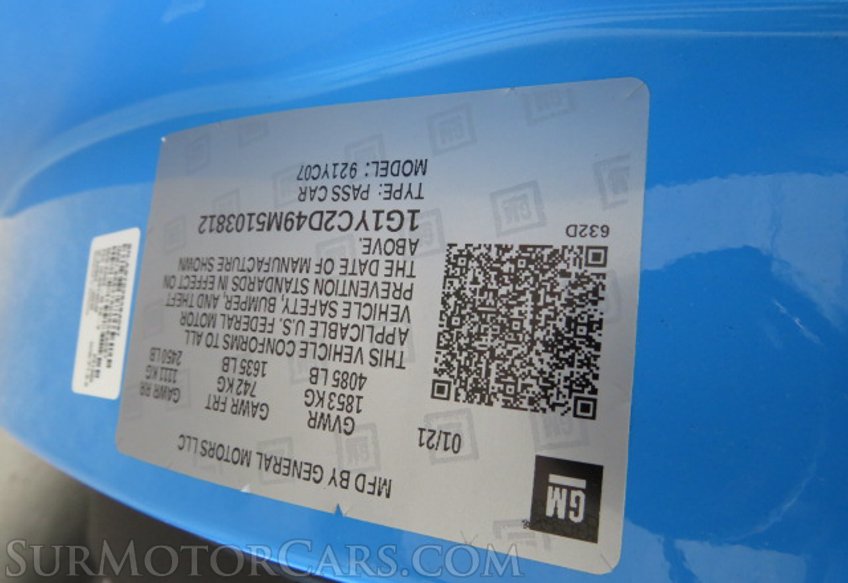 GM
MFD BY GENERAL MOTORS LLC
01/21
GVWR
1853 KG
4085 LB
GAWR FRT
742 KG
1635 LB
GAWR RR
1111 KG
2450 LB
THIS VEHICLE CONFORMS TO ALL
APPLICABLE U.S. FEDERAL MOTOR
VEHICLE SAFETY, BUMPER, AND THEFT
PREVENTION STANDARDS IN EFFECT ON
THE DATE OF MANUFACTURE SHOWN
ABOVE.
1G1YC2D49M5103812
TYPE: PASS CAR
MODEL: 921YC07
632D
SURMOTORCARS.COM